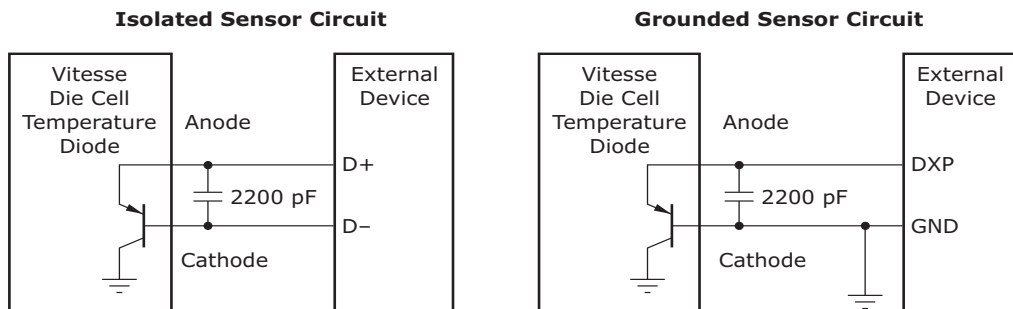 Isolated Sensor Circuit
Vitesse
Die Cell
Temperature
Diode
Anode
External
Device
D+
2200 pF
D–
Cathode
Grounded Sensor Circuit
Vitesse
Die Cell
Temperature
Diode
Anode
External
Device
DXP
2200 pF
GND
Cathode